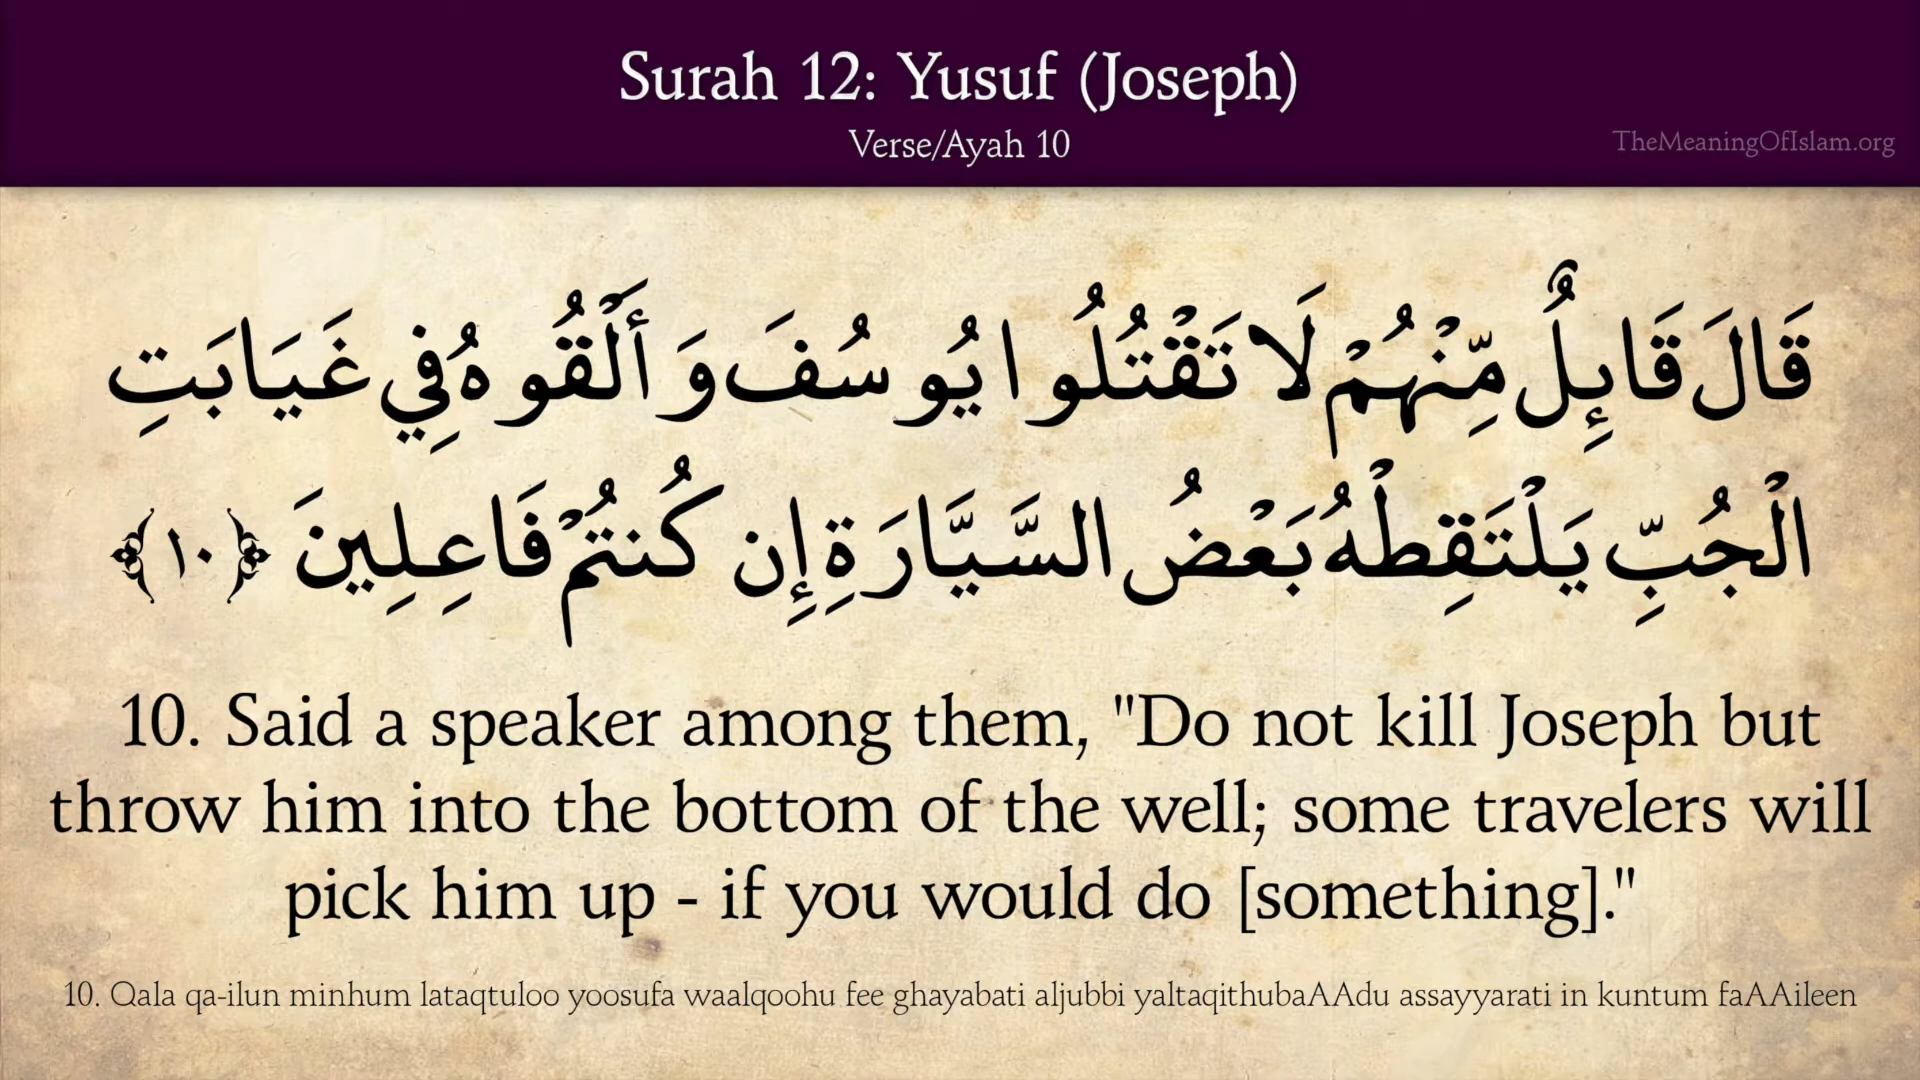 Surah 12: Yusuf (Joseph)
Verse/Ayah 10
TheMeaningOfIslam.org
قَالَ قَائِلٌ مِّنْهُمْ لَا تَقْتُلُوا يُوسُفَ وَأَلْقُوهُ فِي غَيَابَتِ
الْجُبِّ يَلْتَقِطْهُ بَعْضُ السَّيَّارَةِ إِن كُنتُمْ فَاعِلِينَ ﴿١٠﴾
10. Said a speaker among them, "Do not kill Joseph but
throw him into the bottom of the well; some travelers will
pick him up - if you would do [something]."
10. Qala qa-ilun minhum lataqtuloo yoosufa waalqoohu fee ghayabati aljubbi yaltaqithubaAAdu assayyarati in kuntum faAAileen